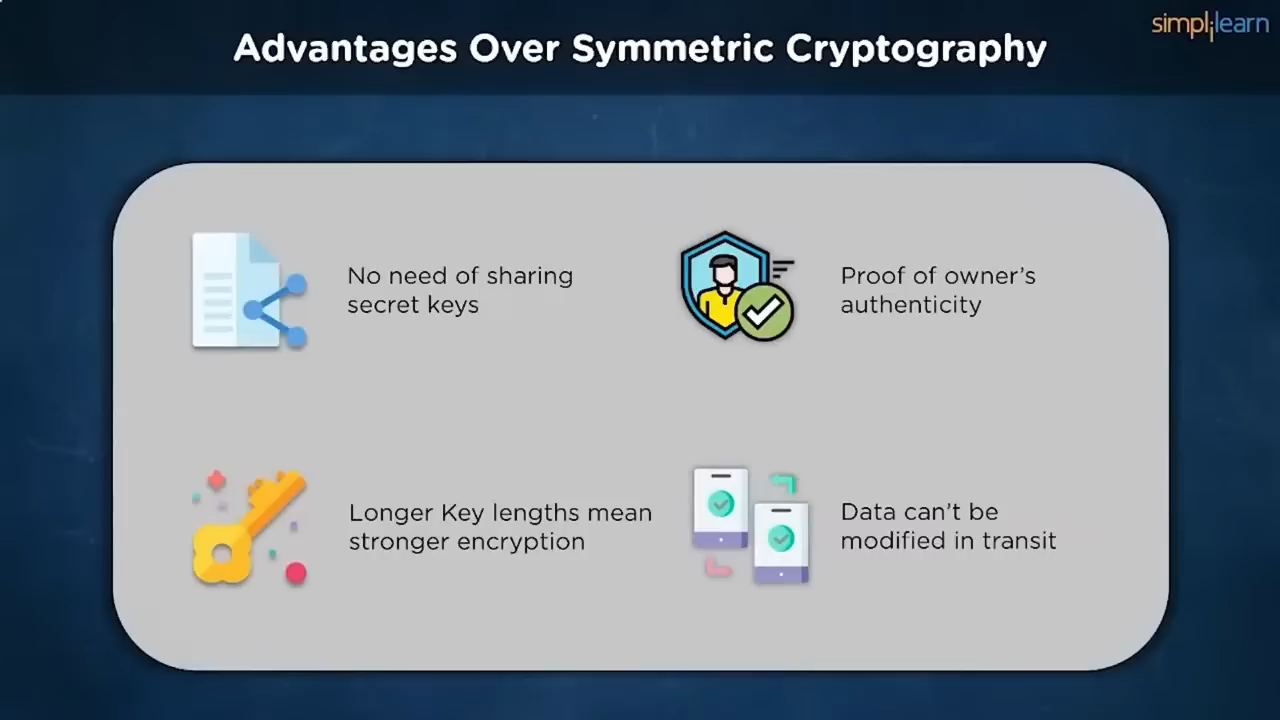 Advantages Over Symmetric Cryptography
simplilearn
No need of sharing
secret keys
Proof of owner's
authenticity
Longer Key lengths mean
stronger encryption
Data can't be
modified in transit